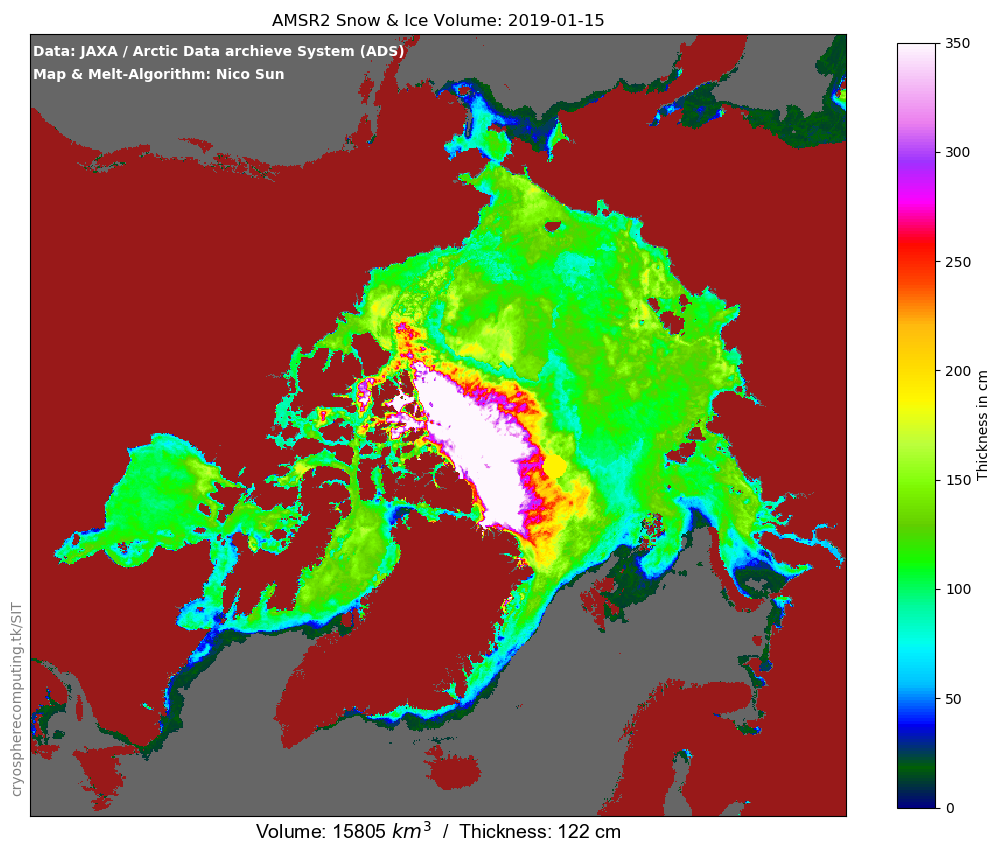 AMSR2 Snow & Ice Volume: 2019-01-15
Data: JAXA / Arctic Data archieve System (ADS)
Map & Melt-Algorithm: Nico Sun
350
300
250
200
150
100
50
0
Thickness in cm
cryospherecomputing.tk/SIT
Volume: 15805 km³ / Thickness: 122 cm